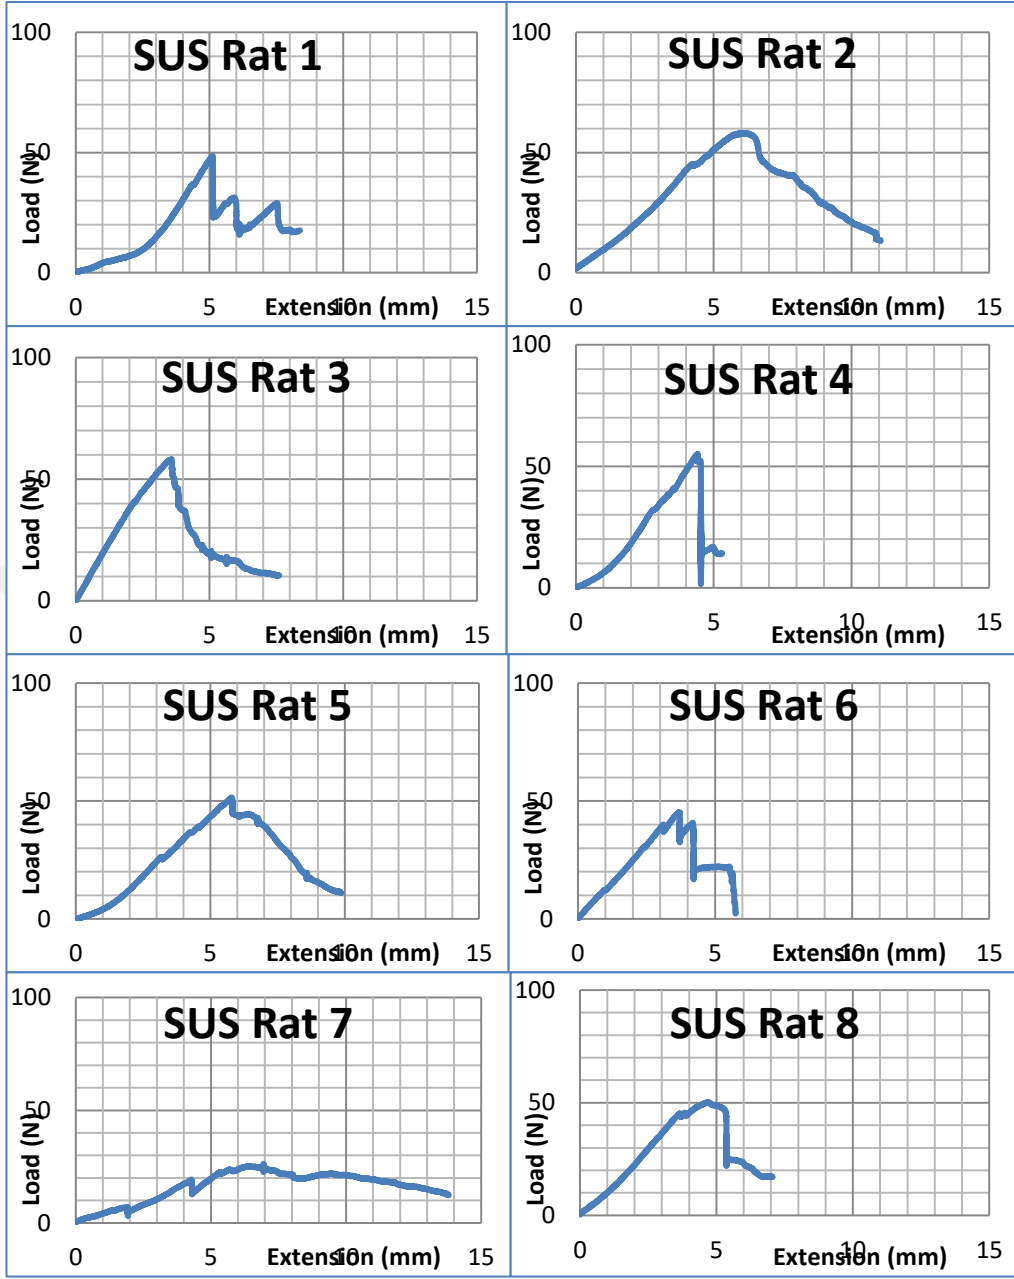 SUS Rat 1
100
50
0
Load (N)
0 5 10 15
Extension (mm)
SUS Rat 2
100
50
0
Load (N)
0 5 10 15
Extension (mm)
SUS Rat 3
100
50
0
Load (N)
0 5 10 15
Extension (mm)
SUS Rat 4
100
50
0
Load (N)
0 5 10 15
Extension (mm)
SUS Rat 5
100
50
0
Load (N)
0 5 10 15
Extension (mm)
SUS Rat 6
100
50
0
Load (N)
0 5 10 15
Extension (mm)
SUS Rat 7
100
50
0
Load (N)
0 5 10 15
Extension (mm)
SUS Rat 8
100
50
0
Load (N)
0 5 10 15
Extension (mm)